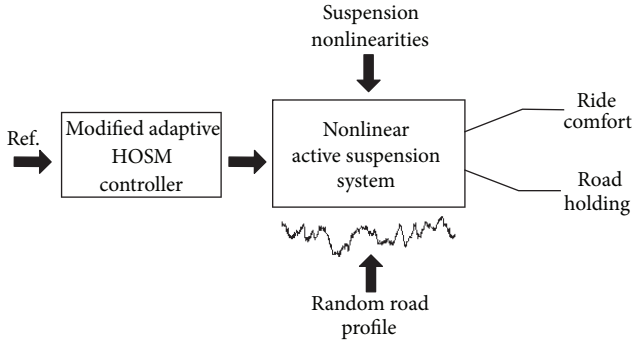 Suspension
nonlinearities
Ref.
Modified adaptive
HOSM
controller
Nonlinear
active suspension
system
Ride
comfort
Road
holding
Random road
profile